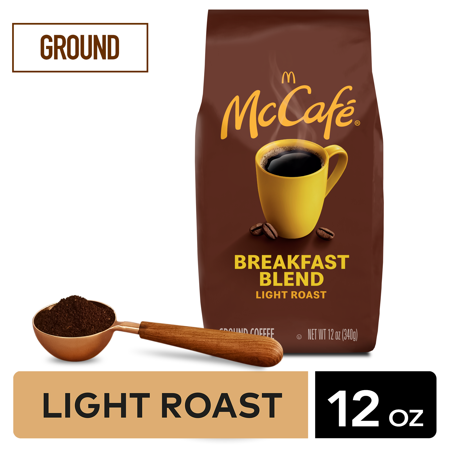 GROUND
McCafé®
BREAKFAST
BLEND
LIGHT ROAST
GROUND COFFEE
NET WT 12 oz (340g)
LIGHT ROAST
12 OZ